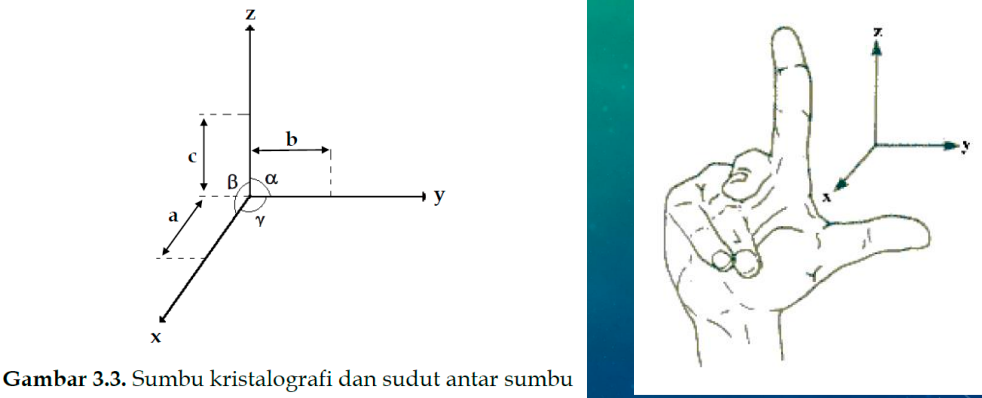 z
c
b
β
α
y
a
γ
x
Gambar 3.3. Sumbu kristalografi dan sudut antar sumbu
z
y
x